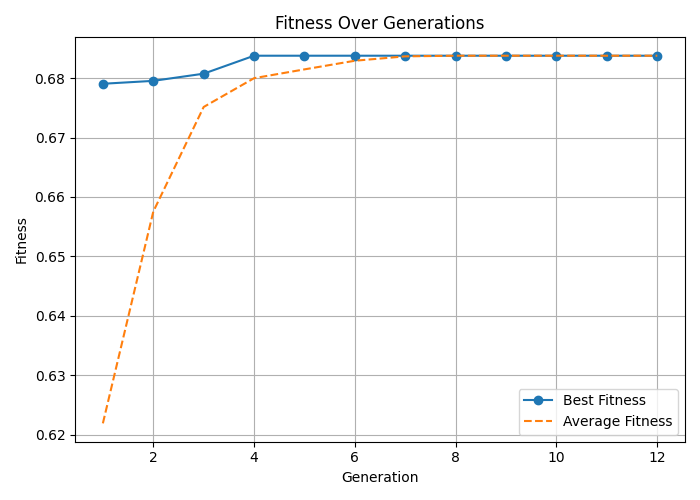 Fitness Over Generations
Fitness
0.68
0.67
0.66
0.65
0.64
0.63
0.62
2 4 6 8 10 12
Generation
Best Fitness
Average Fitness